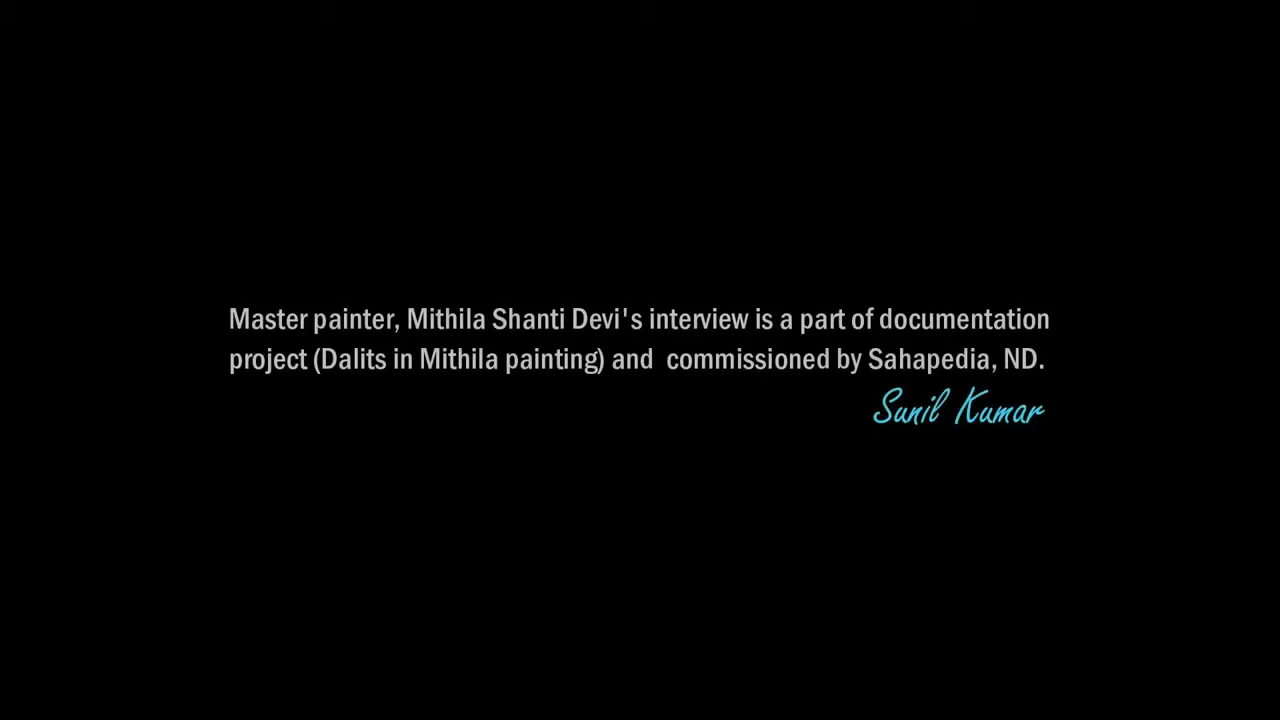 Master painter, Mithila Shanti Devi's interview is a part of documentation
project (Dalits in Mithila painting) and commissioned by Sahapedia, ND.
Sunil Kumar